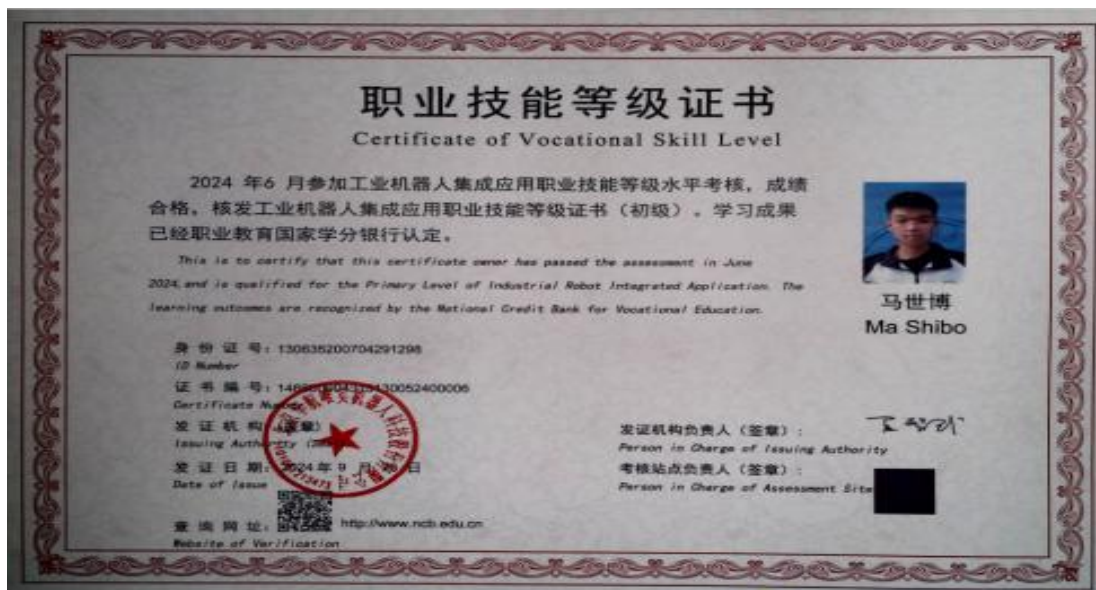 职业技能等级证书
Certificate of Vocational Skill Level
2024 年6 月参加工业机器人集成应用职业技能等级水平考核，成绩
合格，核发工业机器人集成应用职业技能等级证书（初级）。学习成果
已经职业教育国家学分银行认定。
This is to certify that this certificate owner has passed the assessment in June
2024, and is qualified for the Primary Level of Industrial Robot Integrated Application. The
learning outcomes are recognized by the National Credit Bank for Vocational Education.
马世博
Ma Shibo
身 份 证 号：130635200704291298
ID Number
证 书 编 号：
Certificate
发 证 机 构
Issuing Authority
发证机构负责人（签章）：
Person in Charge of Issuing Authority
发 证 日 期：2024 年 9 月 日
Date of Issue
考核站点负责人（签章）：
Person in Charge of Assessment Site
查 询 网 址： http://www.ncb.edu.cn
Website of Verification